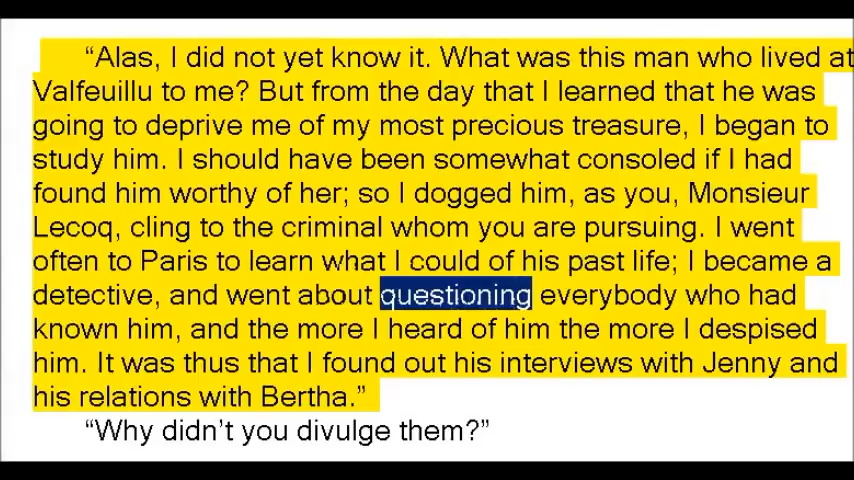 “Alas, I did not yet know it. What was this man who lived at
Valfeuillu to me? But from the day that I learned that he was
going to deprive me of my most precious treasure, I began to
study him. I should have been somewhat consoled if I had
found him worthy of her; so I dogged him, as you, Monsieur
Lecoq, cling to the criminal whom you are pursuing. I went
often to Paris to learn what I could of his past life; I became a
detective, and went about questioning everybody who had
known him, and the more I heard of him the more I despised
him. It was thus that I found out his interviews with Jenny and
his relations with Bertha.”
“Why didn’t you divulge them?”